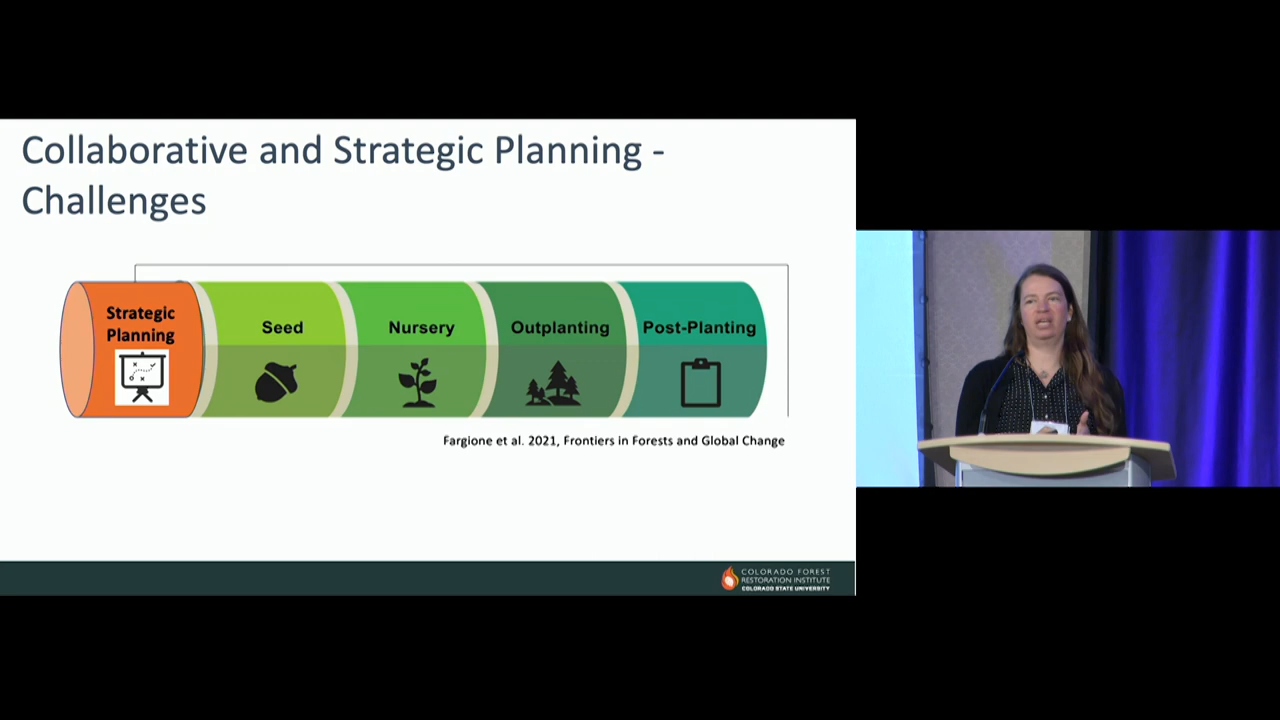 Collaborative and Strategic Planning -
Challenges
Strategic
Planning
Seed
Nursery
Outplanting
Post-Planting
Fargione et al. 2021, Frontiers in Forests and Global Change
COLORADO FOREST
RESTORATION INSTITUTE
COLORADO STATE UNIVERSITY